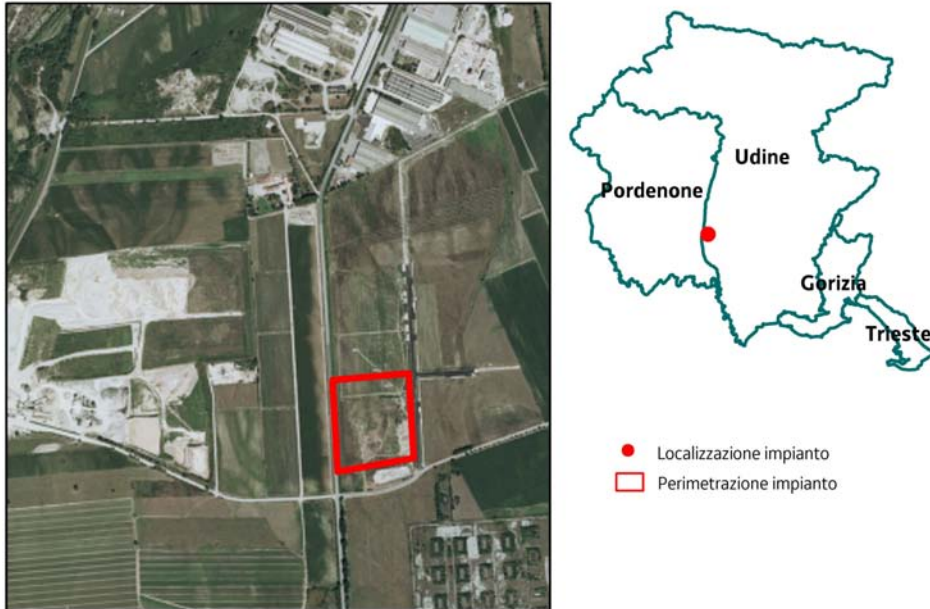 Udine
Pordenone
Gorizia
Trieste
Localizzazione impianto
Perimetrazione impianto